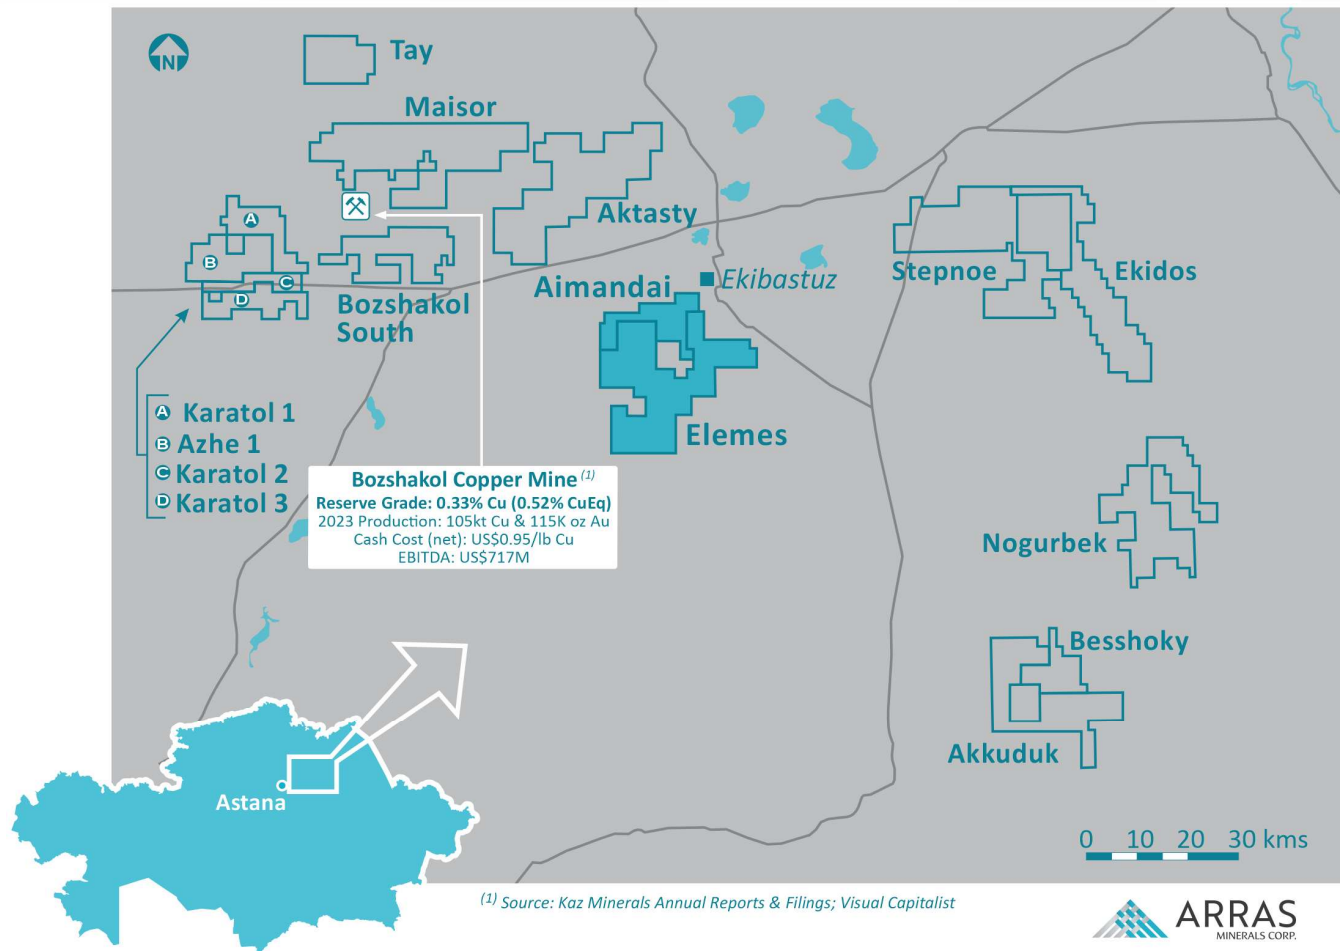 N
Tay
Maisor
Aktasty
A
B
C
D
Bozshakol
South
Aimandai
Ekibastuz
Elemes
Stepnoe
Ekidos
A Karatol 1
B Azhe 1
C Karatol 2
D Karatol 3
Bozshakol Copper Mine (1)
Reserve Grade: 0.33% Cu (0.52% CuEq)
2023 Production: 105kt Cu & 115K oz Au
Cash Cost (net): US$0.95/lb Cu
EBITDA: US$717M
Nogurbek
Besshoky
Akkuduk
Astana
0 10 20 30 kms
(1) Source: Kaz Minerals Annual Reports & Filings; Visual Capitalist
ARRAS
MINERALS CORP.